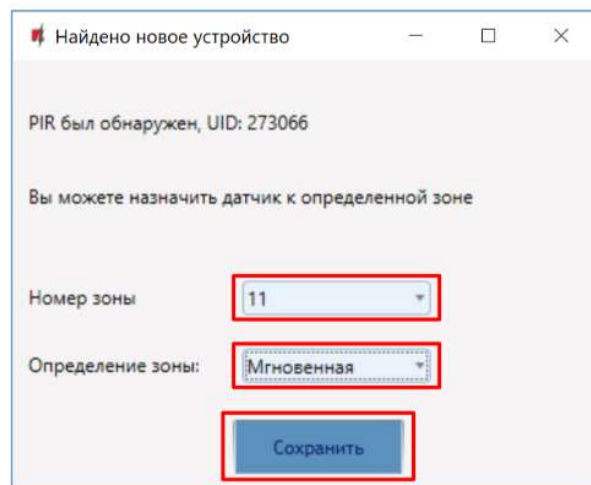 Найдено новое устройство
PIR был обнаружен, UID: 273066
Вы можете назначить датчик к определенной зоне
Номер зоны 11
Определение зоны: Мгновенная
Сохранить